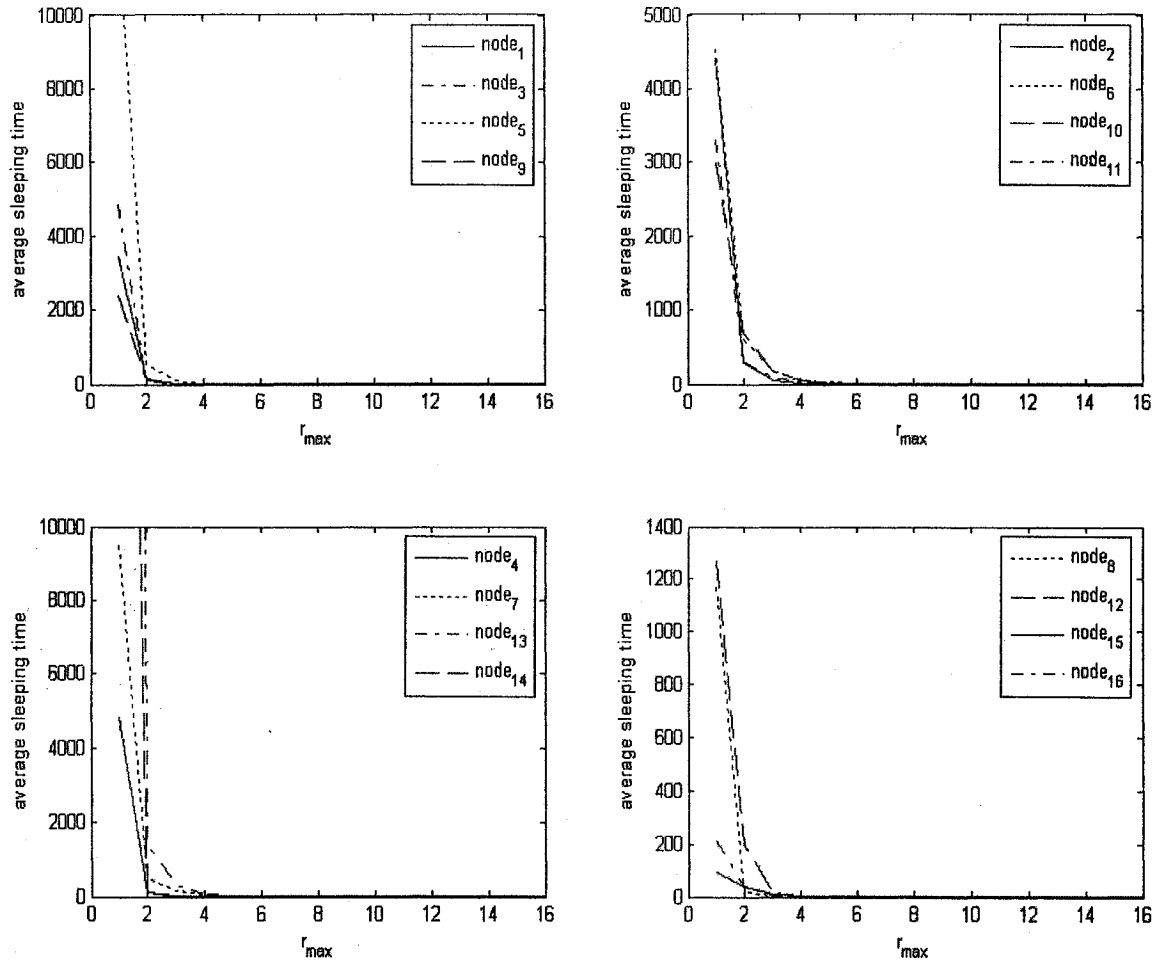 10000
8000
6000
4000
2000
0
average sleeping time
0 2 4 6 8 10 12 14 16
r_max
node_1
node_3
node_5
node_9
5000
4000
3000
2000
1000
0
average sleeping time
0 2 4 6 8 10 12 14 16
r_max
node_2
node_6
node_10
node_11
10000
8000
6000
4000
2000
0
average sleeping time
0 2 4 6 8 10 12 14 16
r_max
node_4
node_7
node_13
node_14
1400
1200
1000
800
600
400
200
0
average sleeping time
0 2 4 6 8 10 12 14 16
r_max
node_8
node_12
node_15
node_16